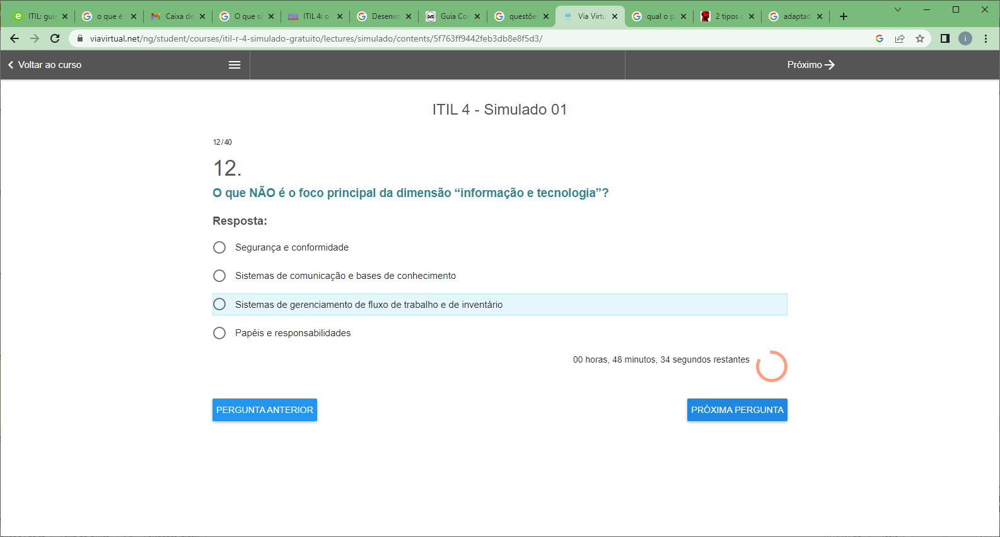 ITIL: guia
o que é
Caixa de
O que sã
ITIL 4: o
Desenvo
Guia Co
questões
Via Virtu
qual o p
2 tipos
adaptad
viavirtual.net/ng/student/courses/itil-r-4-simulado-gratuito/lectures/simulado/contents/5f763ff9442feb3db8e8f5d3/
i
Voltar ao curso
Próximo
ITIL 4 - Simulado 01
12/40
12.
O que NÃO é o foco principal da dimensão “informação e tecnologia”?
Resposta:
Segurança e conformidade
Sistemas de comunicação e bases de conhecimento
Sistemas de gerenciamento de fluxo de trabalho e de inventário
Papéis e responsabilidades
00 horas, 48 minutos, 34 segundos restantes
PERGUNTA ANTERIOR
PRÓXIMA PERGUNTA